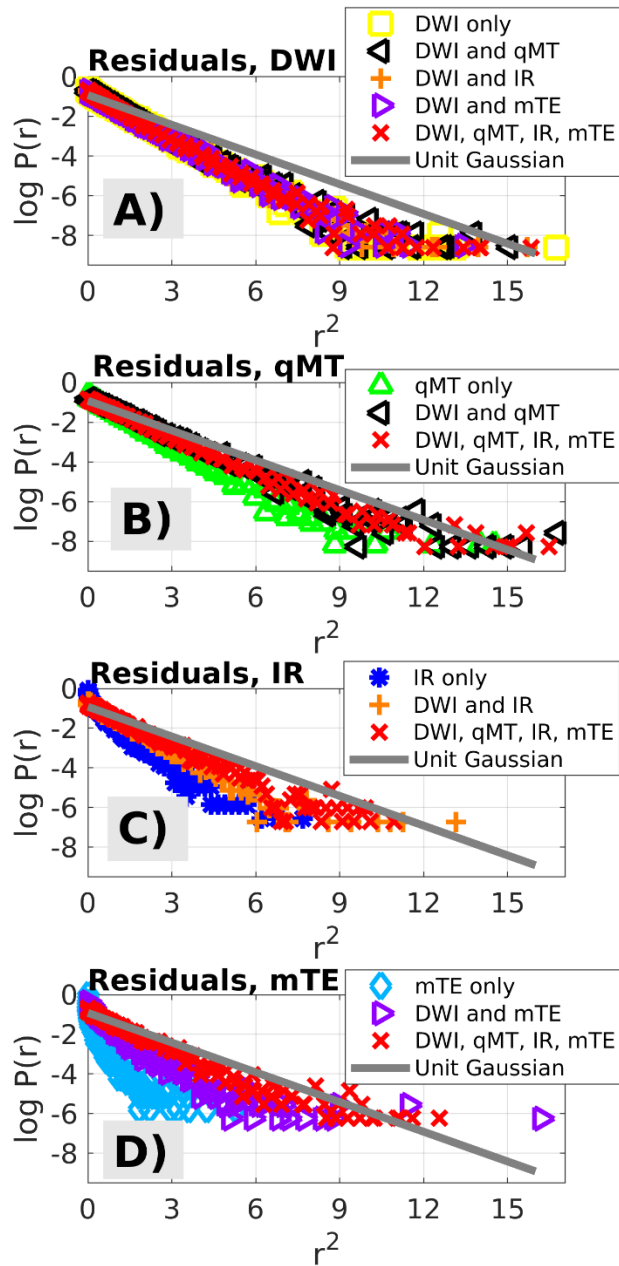 DWI only
DWI and qMT
DWI and IR
DWI and mTE
DWI, qMT, IR, mTE
Unit Gaussian
Residuals, DWI
0
-2
-4
-6
-8
log P(r)
A)
0 3 6 9 12 15
r²
Residuals, qMT
qMT only
DWI and qMT
DWI, qMT, IR, mTE
Unit Gaussian
0
-2
-4
-6
-8
log P(r)
B)
0 3 6 9 12 15
r²
Residuals, IR
IR only
DWI and IR
DWI, qMT, IR, mTE
Unit Gaussian
0
-2
-4
-6
-8
log P(r)
C)
0 3 6 9 12 15
r²
Residuals, mTE
mTE only
DWI and mTE
DWI, qMT, IR, mTE
Unit Gaussian
0
-2
-4
-6
-8
log P(r)
D)
0 3 6 9 12 15
r²